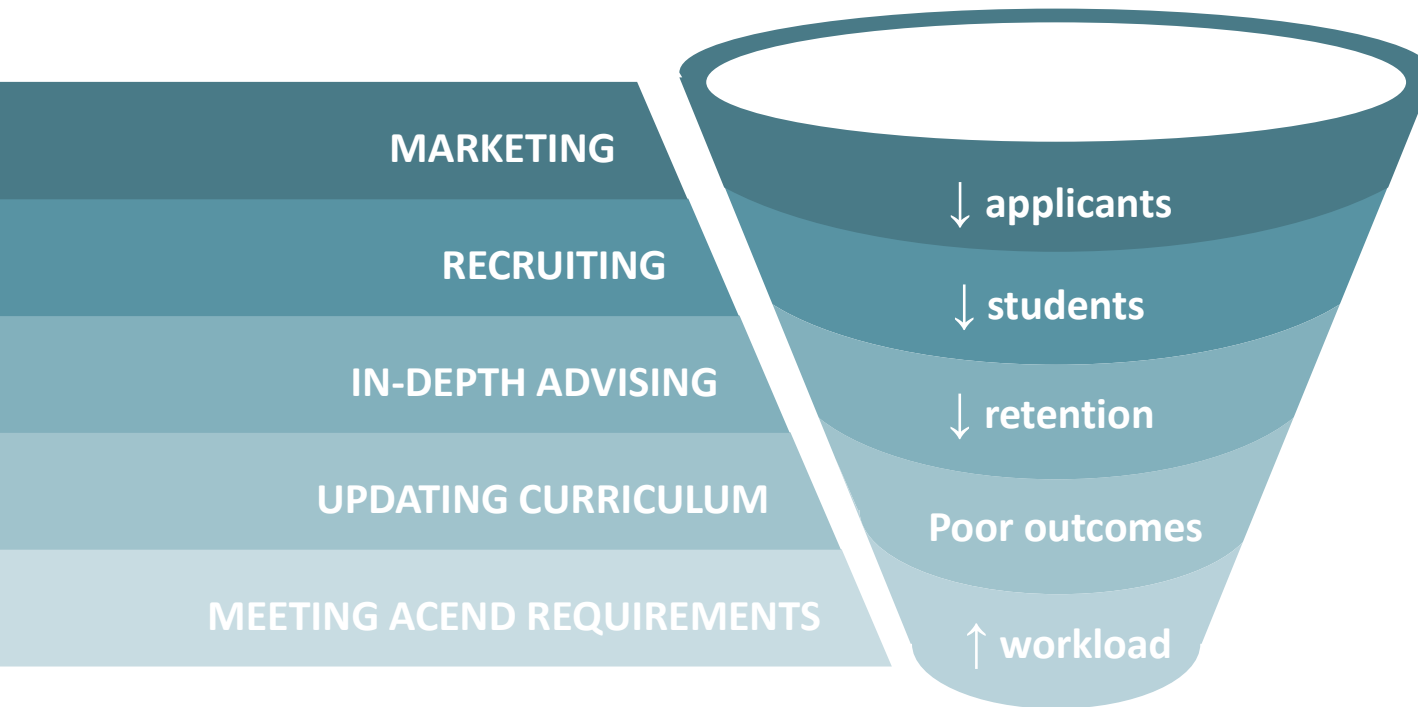 MARKETING
↓ applicants
RECRUITING
↓ students
IN-DEPTH ADVISING
↓ retention
UPDATING CURRICULUM
Poor outcomes
MEETING ACEND REQUIREMENTS
↑ workload